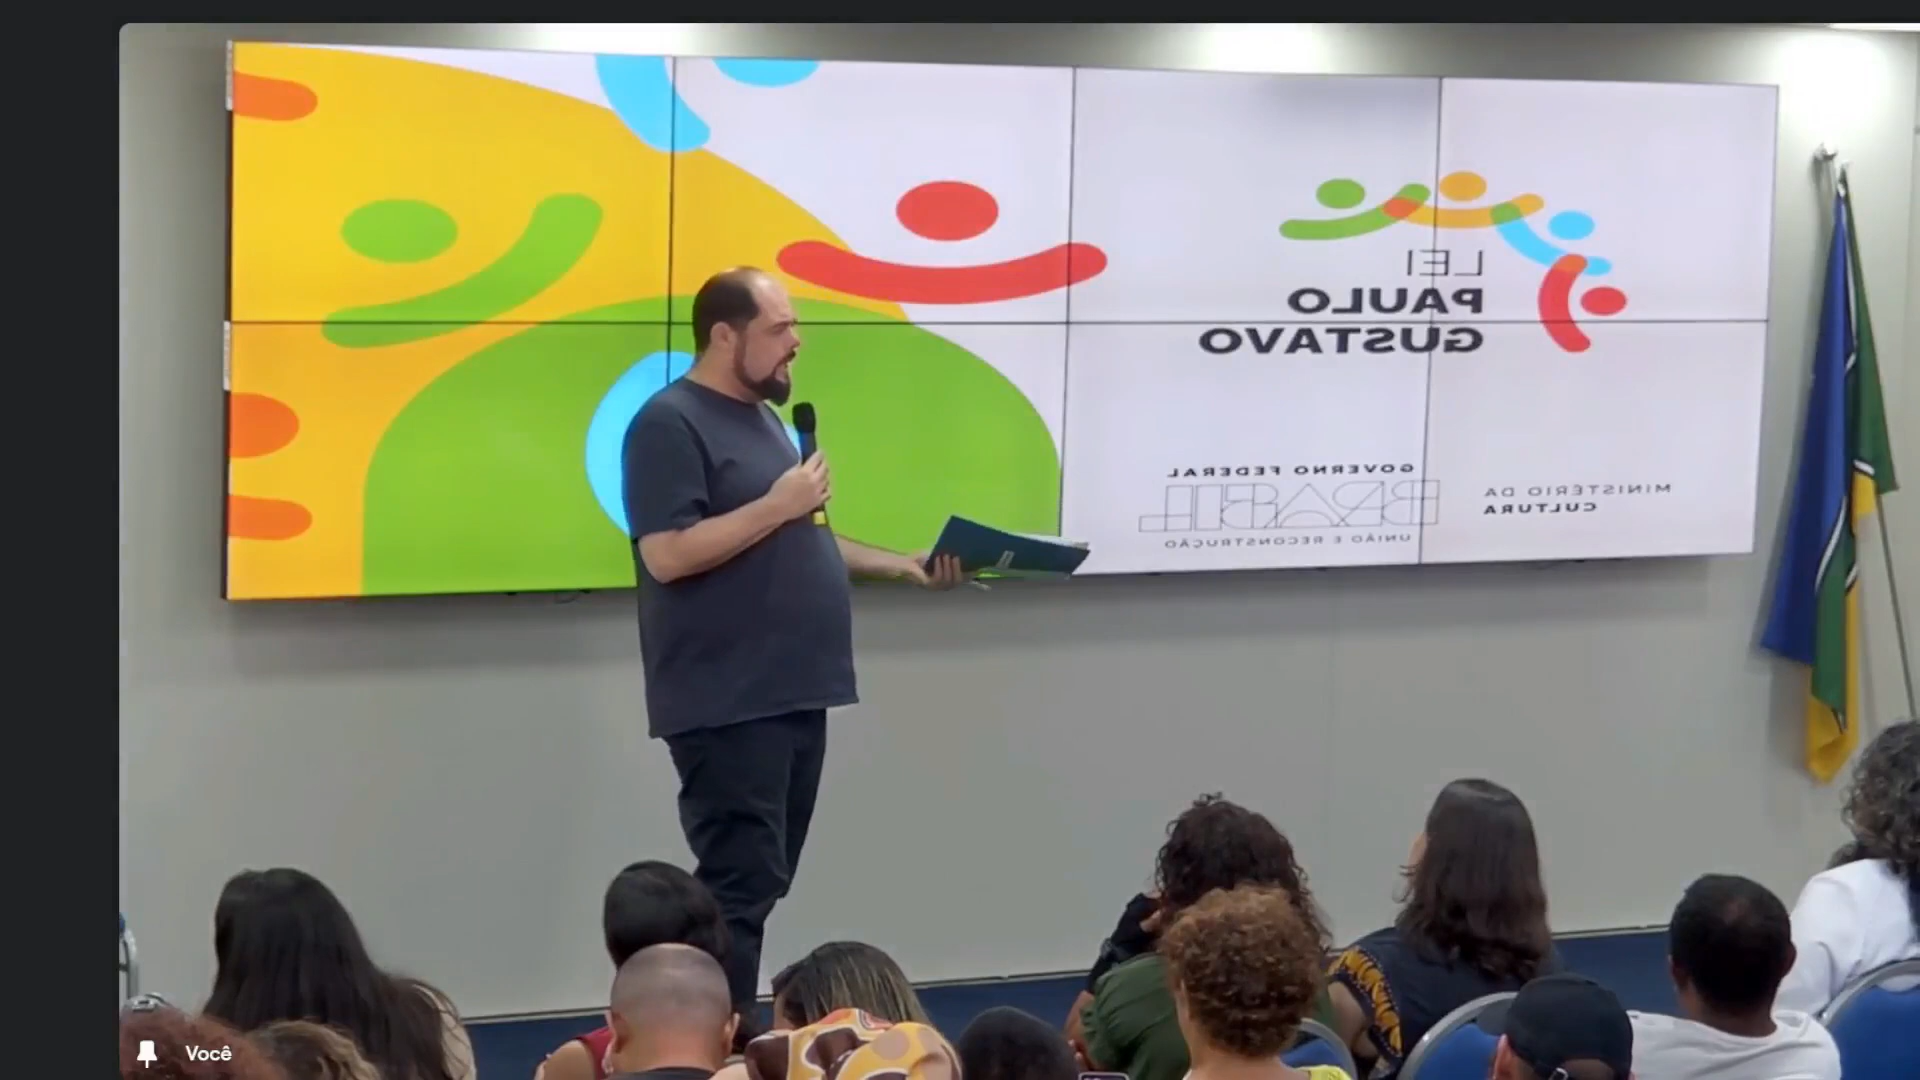 LEI
PAULO
GUSTAVO
GOVERNO FEDERAL
BRASIL
UNIÃO E RECONSTRUÇÃO
MINISTÉRIO DA
CULTURA
Você